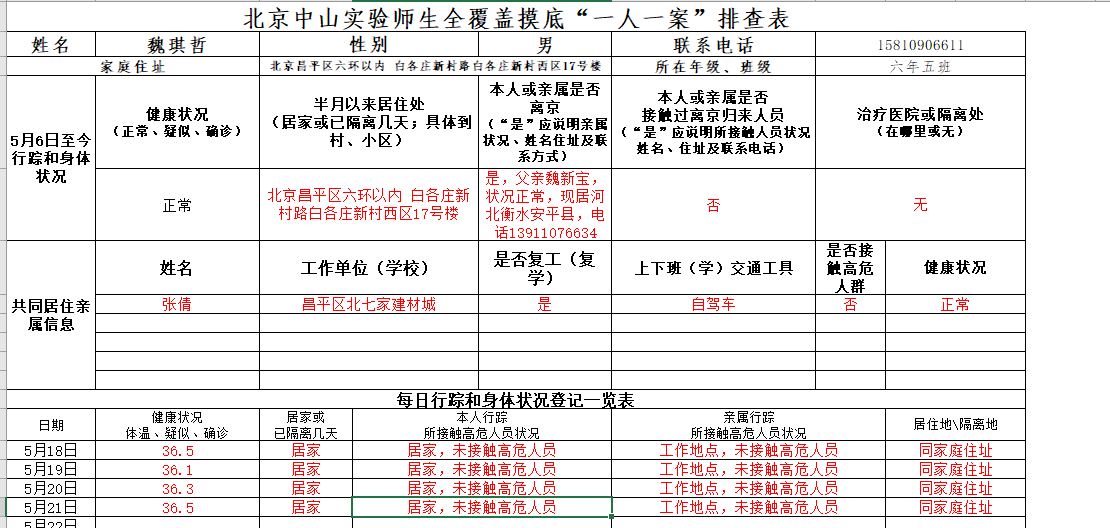 北京中山实验师生全覆盖摸底“一人一案”排查表
姓名 魏琪哲 性别 男 联系电话 15810906611
家庭住址 北京昌平区六环以内 白各庄新村路白各庄新村西区17号楼 所在年级、班级 六年五班
5月6日至今
行踪和身体
状况
健康状况
(正常、疑似、确诊)
半月以来居住处
(居家或已隔离几天;具体到
村、小区)
本人或亲属是否
离京
(“是”应说明亲属
状况、姓名住址及联
系方式)
本人或亲属是否
接触过离京归来人员
(“是”应说明所接触人员状况
姓名、住址及联系电话)
治疗医院或隔离处
(在哪里或无)
正常
北京昌平区六环以内 白各庄新
村路白各庄新村西区17号楼
是,父亲魏新宝,
状况正常,现居河
北衡水安平县,电
话13911076634
否
无
共同居住亲
属信息
姓名
工作单位(学校)
是否复工(复
学)
上下班(学)交通工具
是否接
触高危
人群
健康状况
张倩 昌平区北七家建材城 是 自驾车 否 正常
每日行踪和身体状况登记一览表
日期
健康状况
体温、疑似、确诊
居家或
已隔离几天
本人行踪
所接触高危人员状况
亲属行踪
所接触高危人员状况
居住地\隔离地
5月18日 36.5 居家 居家,未接触高危人员 工作地点,未接触高危人员 同家庭住址
5月19日 36.1 居家 居家,未接触高危人员 工作地点,未接触高危人员 同家庭住址
5月20日 36.3 居家 居家,未接触高危人员 工作地点,未接触高危人员 同家庭住址
5月21日 36.5 居家 居家,未接触高危人员 工作地点,未接触高危人员 同家庭住址
5月22日